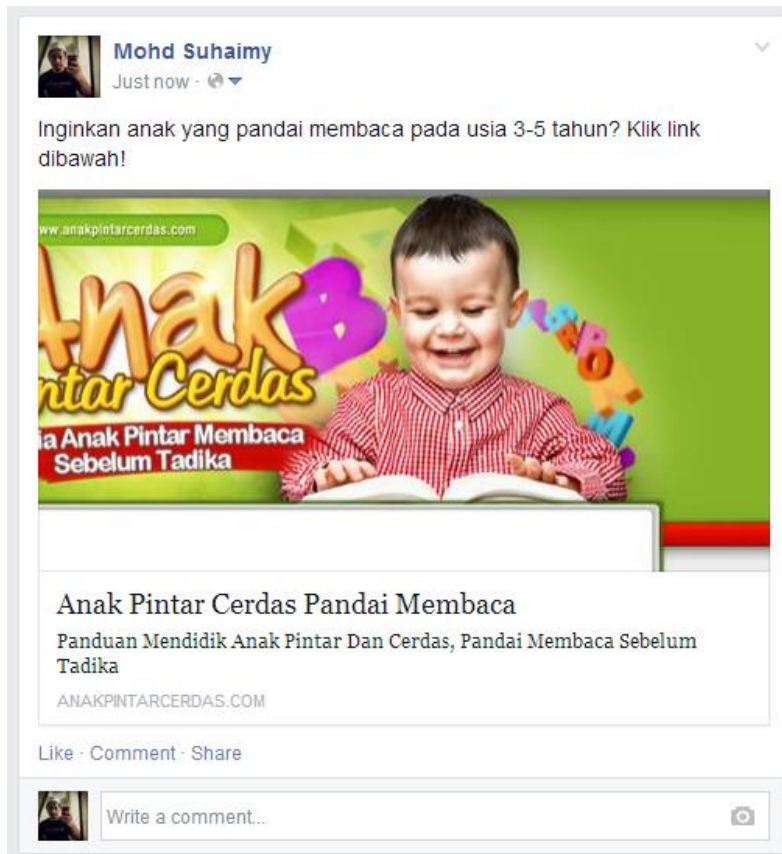 Mohd Suhaimy
Just now ·
Inginkan anak yang pandai membaca pada usia 3-5 tahun? Klik link
dibawah!
ww.anakpintarcerdas.com
Anak
ntar Cerdas
ia Anak Pintar Membaca
Sebelum Tadika
Anak Pintar Cerdas Pandai Membaca
Panduan Mendidik Anak Pintar Dan Cerdas, Pandai Membaca Sebelum
Tadika
ANAKPINTARCERDAS.COM
Like · Comment · Share
Write a comment...